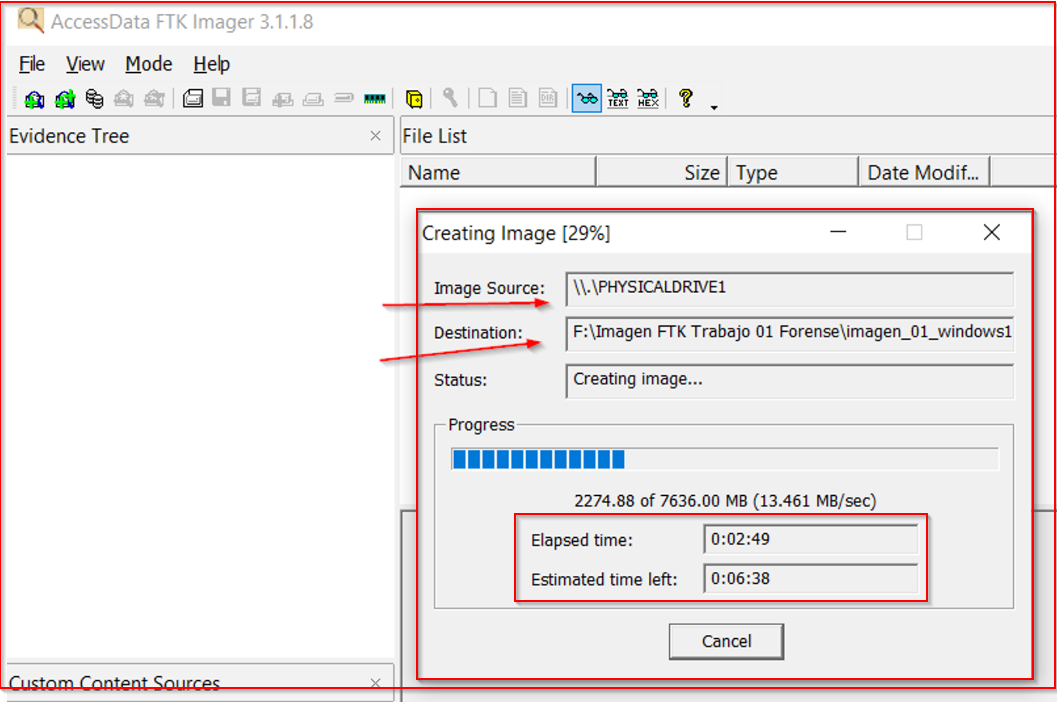 AccessData FTK Imager 3.1.1.8
File View Mode Help
TEXT HEX
DIR
Evidence Tree
File List
Name Size Type Date Modif...
Creating Image [29%]
Image Source: \\.\PHYSICALDRIVE1
Destination: F:\Imagen FTK Trabajo 01 Forense\imagen_01_windows1
Status: Creating image...
Progress
2274.88 of 7636.00 MB (13.461 MB/sec)
Elapsed time: 0:02:49
Estimated time left: 0:06:38
Cancel
Custom Content Sources